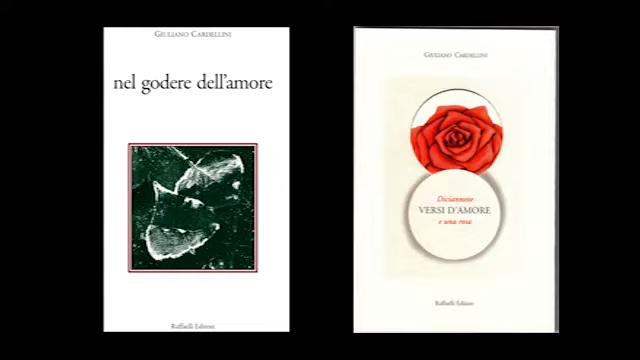 GIULIANO CARDELLINI
nel godere dell'amore
Raffaelli Editore
GIULIANO CARDELLINI
Diciannove
VERSI D'AMORE
e una rosa
Raffaelli Editore